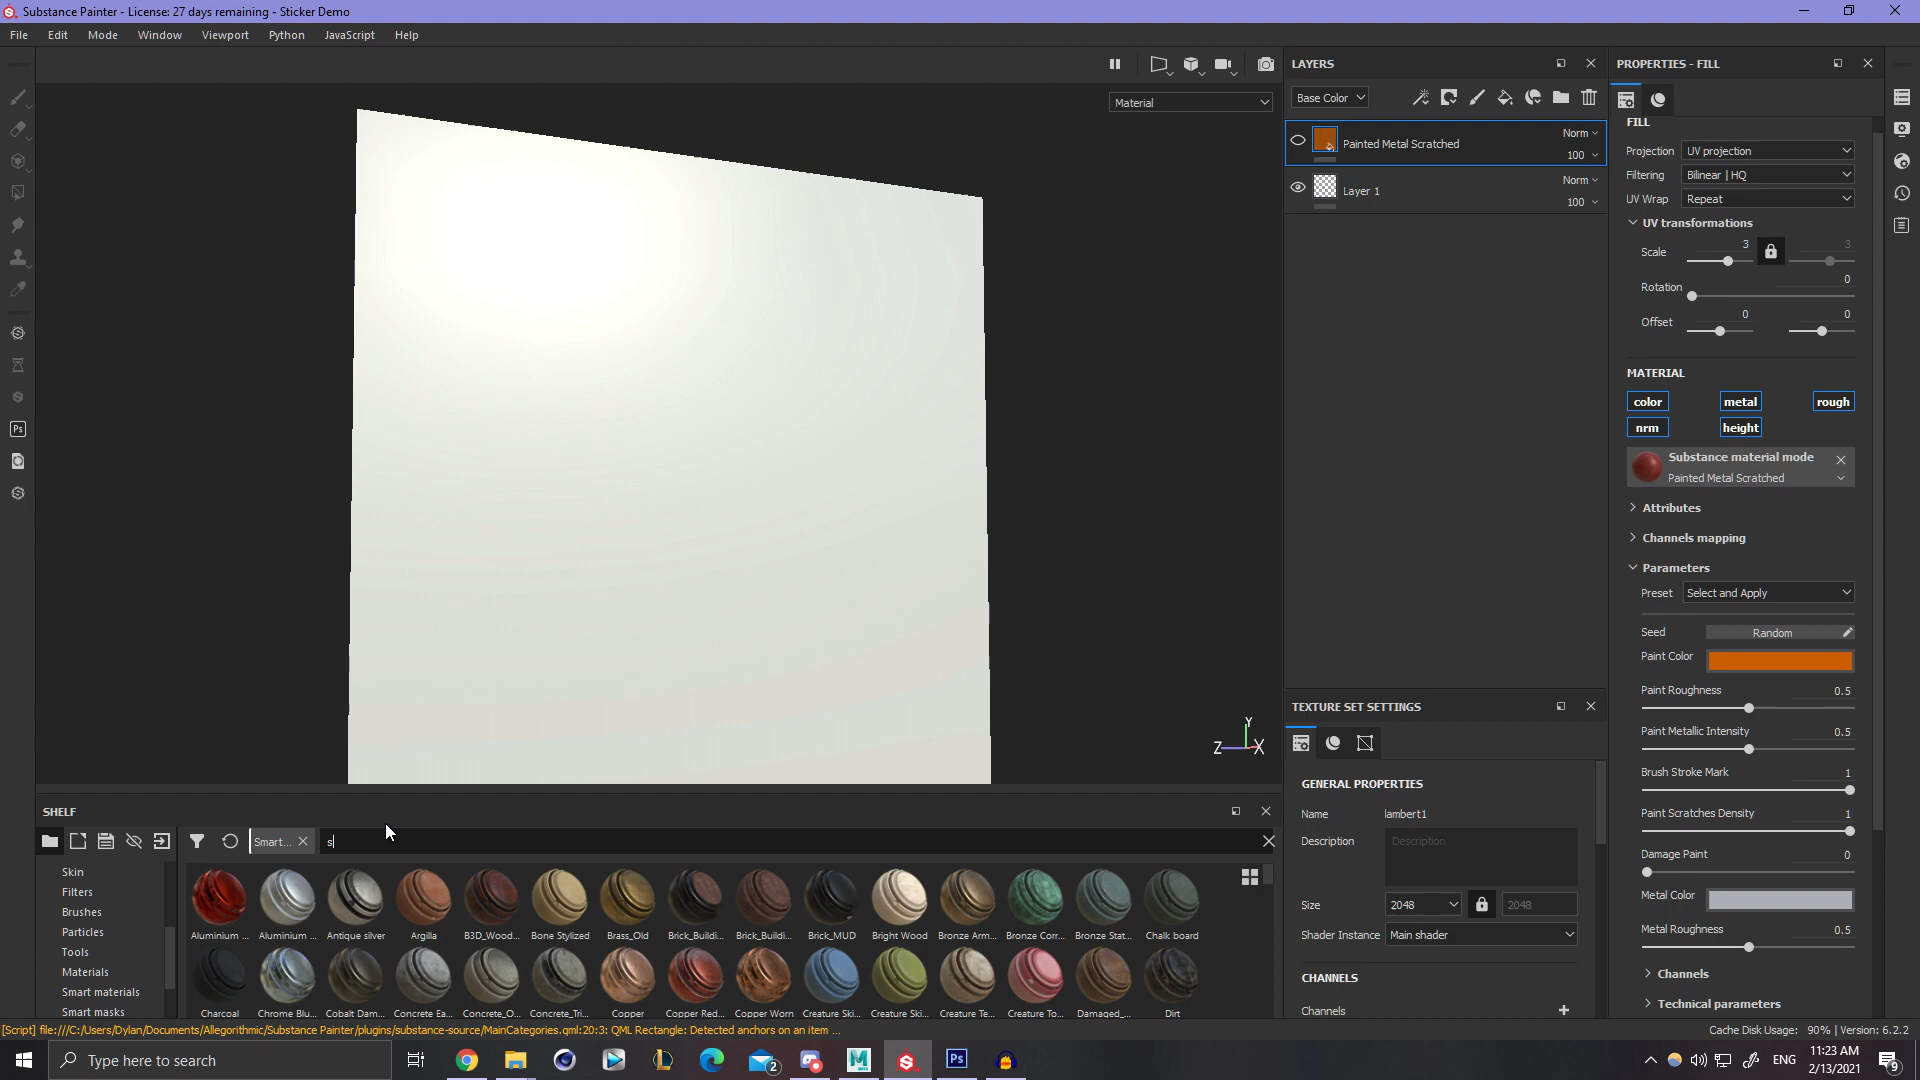 Substance Painter - License: 27 days remaining - Sticker Demo
File Edit Mode Window Viewport Python JavaScript Help
Material
LAYERS
Base Color
Painted Metal Scratched
Norm
100
Layer 1
Norm
100
PROPERTIES - FILL
FILL
Projection UV projection
Filtering Bilinear | HQ
UV Wrap Repeat
UV transformations
Scale 3 3
Rotation 0
Offset 0 0
MATERIAL
color metal rough
nrm height
Substance material mode
Painted Metal Scratched
Attributes
Channels mapping
Parameters
Preset Select and Apply
Seed Random
Paint Color
Paint Roughness 0.5
Paint Metallic Intensity 0.5
Brush Stroke Mark 1
Paint Scratches Density 1
Damage Paint 0
Metal Color
Metal Roughness 0.5
Channels
Technical parameters
TEXTURE SET SETTINGS
GENERAL PROPERTIES
Name lambert1
Description Description
Size 2048 2048
Shader Instance Main shader
CHANNELS
Channels +
Y
Z X
SHELF
Smart... s
Skin
Filters
Brushes
Particles
Tools
Materials
Smart materials
Smart masks
Aluminium ... Aluminium ... Antique silver Argilla B3D_Wood... Bone Stylized Brass_Old Brick_Buildi... Brick_Buildi... Brick_MUD Bright Wood Bronze Arm... Bronze Corr... Bronze Stat... Chalk board
Charcoal Chrome Blu... Cobalt Dam... Concrete Ea... Concrete_O... Concrete_Tri... Copper Copper Red... Copper Worn Creature Ski... Creature Ski... Creature Te... Creature To... Damaged_... Dirt
[Script] file:///C:/Users/Dylan/Documents/Allegorithmic/Substance Painter/plugins/substance-source/MainCategories.qml:20:3: QML Rectangle: Detected anchors on an item ...
Cache Disk Usage: 90% | Version: 6.2.2
Type here to search
Ps
Ps
2
ENG
11:23 AM
2/13/2021
9